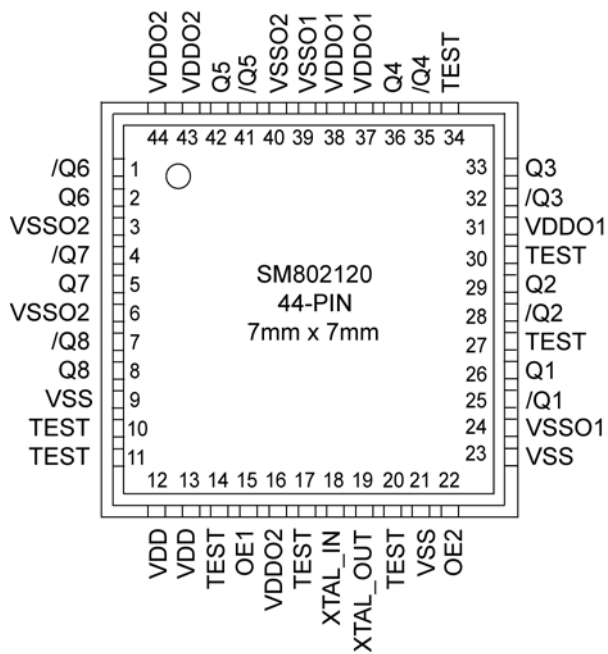 VDDO2 VDDO2 Q5 /Q5 VSSO2 VSSO1 VDDO1 VDDO1 Q4 /Q4 TEST
44 43 42 41 40 39 38 37 36 35 34
/Q6 1
Q6 2
VSSO2 3
/Q7 4
Q7 5
VSSO2 6
/Q8 7
Q8 8
VSS 9
TEST 10
TEST 11
SM802120
44-PIN
7mm x 7mm
33 Q3
32 /Q3
31 VDDO1
30 TEST
29 Q2
28 /Q2
27 TEST
26 Q1
25 /Q1
24 VSSO1
23 VSS
12 13 14 15 16 17 18 19 20 21 22
VDD VDD TEST OE1 VDDO2 TEST XTAL_IN XTAL_OUT TEST VSS OE2